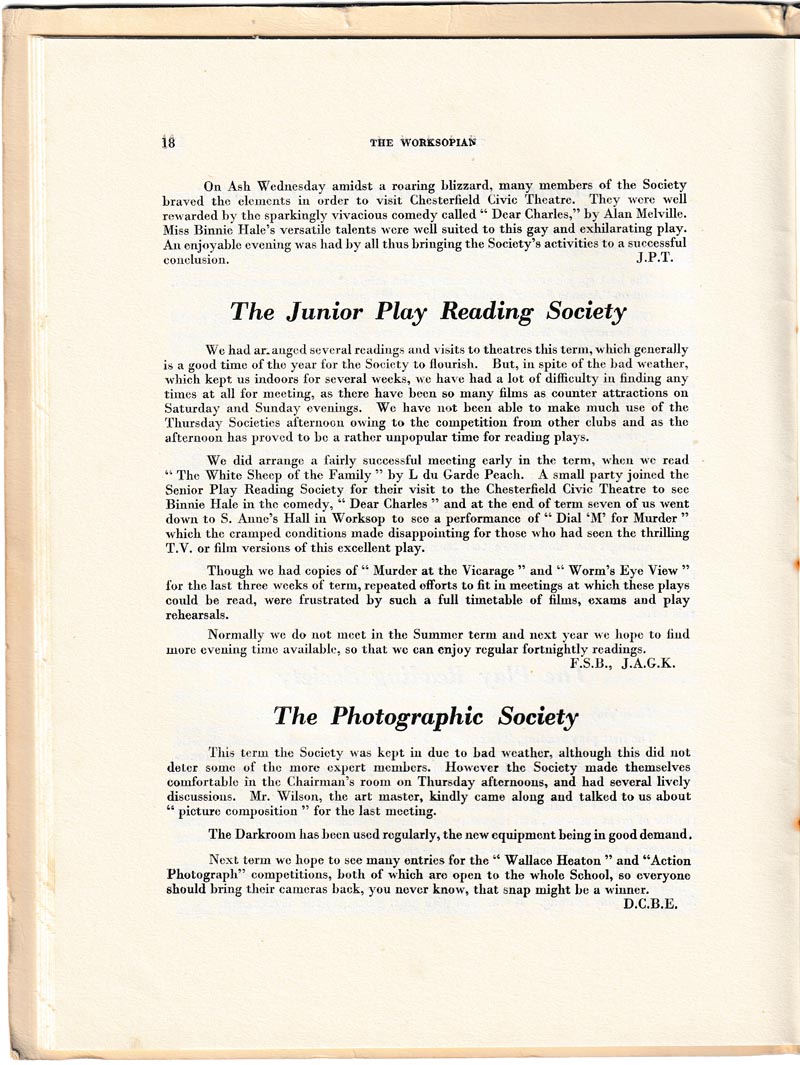 18
THE WORKSOPIAN
On Ash Wednesday amidst a roaring blizzard, many members of the Society
braved the elements in order to visit Chesterfield Civic Theatre. They were well
rewarded by the sparkingly vivacious comedy called “ Dear Charles,” by Alan Melville.
Miss Binnie Hale’s versatile talents were well suited to this gay and exhilarating play.
An enjoyable evening was had by all thus bringing the Society’s activities to a successful
conclusion. J.P.T.
The Junior Play Reading Society
We had ar. anged several readings and visits to theatres this term, which generally
is a good time of the year for the Society to flourish. But, in spite of the bad weather,
which kept us indoors for several weeks, we have had a lot of difficulty in finding any
times at all for meeting, as there have been so many films as counter attractions on
Saturday and Sunday evenings. We have not been able to make much use of the
Thursday Societies afternoon owing to the competition from other clubs and as the
afternoon has proved to be a rather unpopular time for reading plays.
We did arrange a fairly successful meeting early in the term, when we read
“ The White Sheep of the Family ” by L du Garde Peach. A small party joined the
Senior Play Reading Society for their visit to the Chesterfield Civic Theatre to see
Binnie Hale in the comedy, “ Dear Charles ” and at the end of term seven of us went
down to S. Anne’s Hall in Worksop to see a performance of “ Dial ‘M’ for Murder ”
which the cramped conditions made disappointing for those who had seen the thrilling
T.V. or film versions of this excellent play.
Though we had copies of “ Murder at the Vicarage ” and “ Worm’s Eye View ”
for the last three weeks of term, repeated efforts to fit in meetings at which these plays
could be read, were frustrated by such a full timetable of films, exams and play
rehearsals.
Normally we do not meet in the Summer term and next year we hope to find
more evening time available, so that we can enjoy regular fortnightly readings.
F.S.B., J.A.G.K.
The Photographic Society
This term the Society was kept in due to bad weather, although this did not
deter some of the more expert members. However the Society made themselves
comfortable in the Chairman’s room on Thursday afternoons, and had several lively
discussions. Mr. Wilson, the art master, kindly came along and talked to us about
“ picture composition ” for the last meeting.
The Darkroom has been used regularly, the new equipment being in good demand.
Next term we hope to see many entries for the “ Wallace Heaton ” and “Action
Photograph” competitions, both of which are open to the whole School, so everyone
should bring their cameras back, you never know, that snap might be a winner.
D.C.B.E.